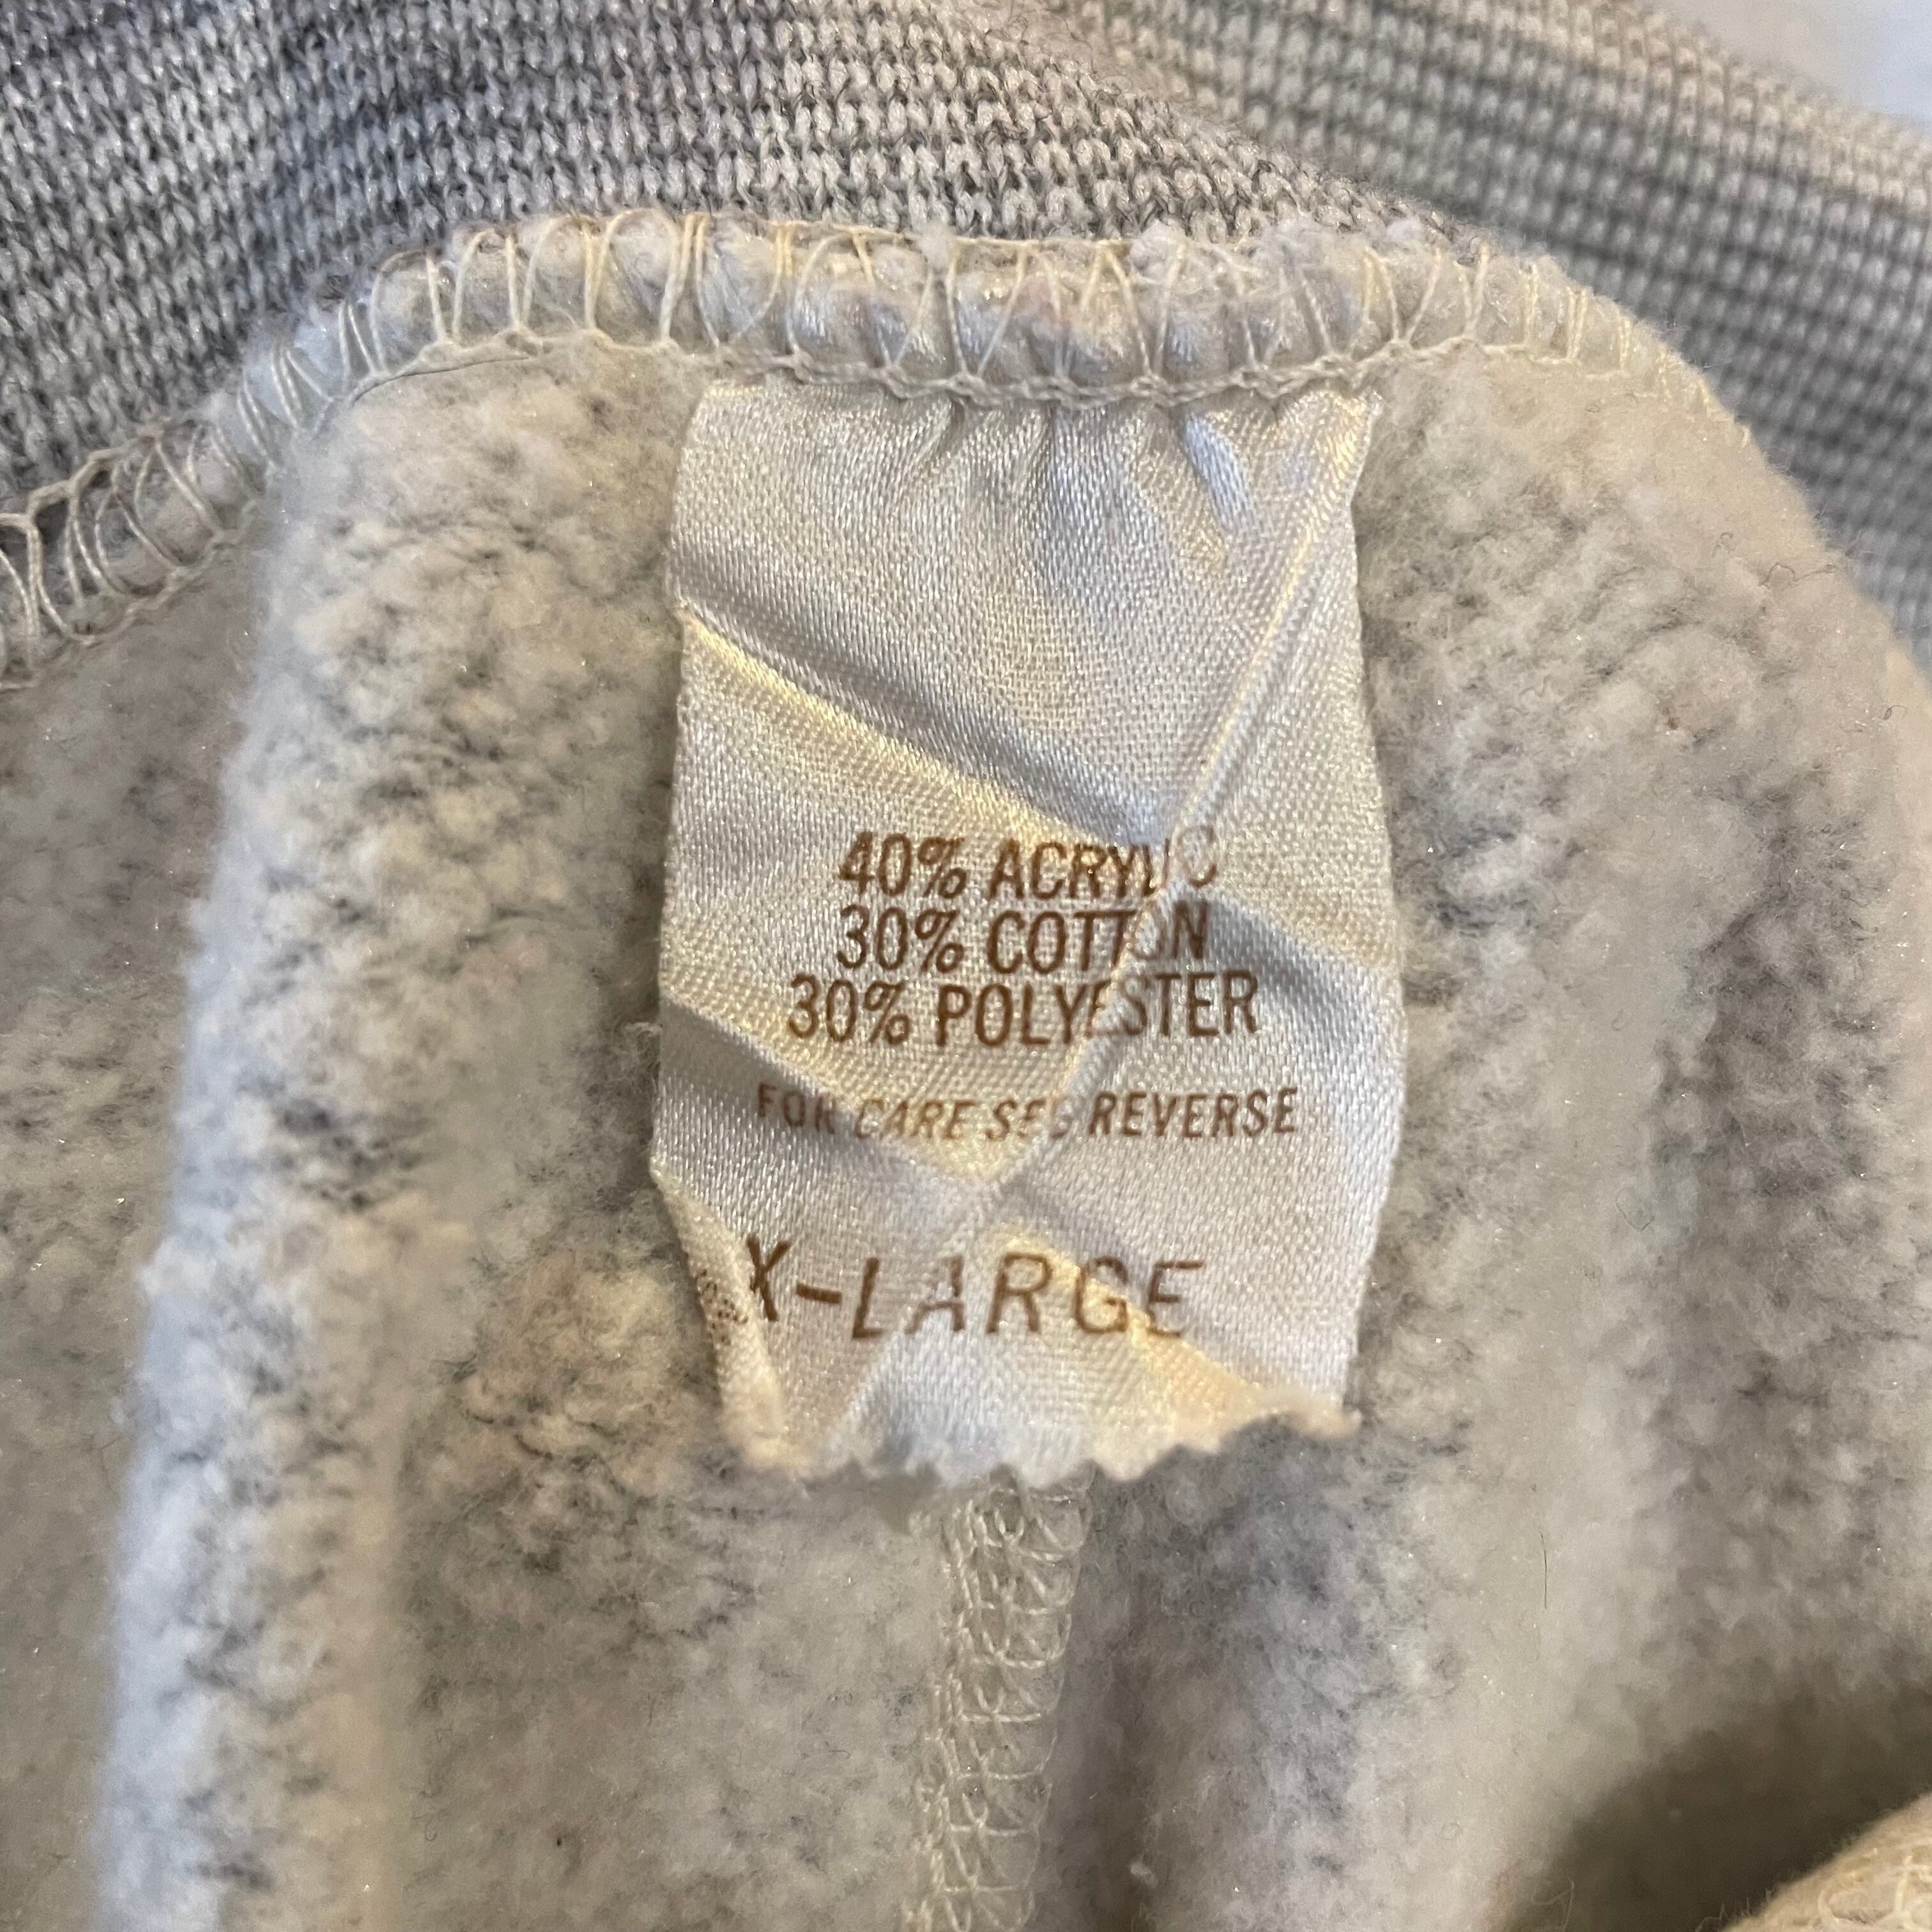 40% ACRYLIC
30% COTTON
30% POLYESTER
FOR CARE SEE REVERSE
X-LARGE